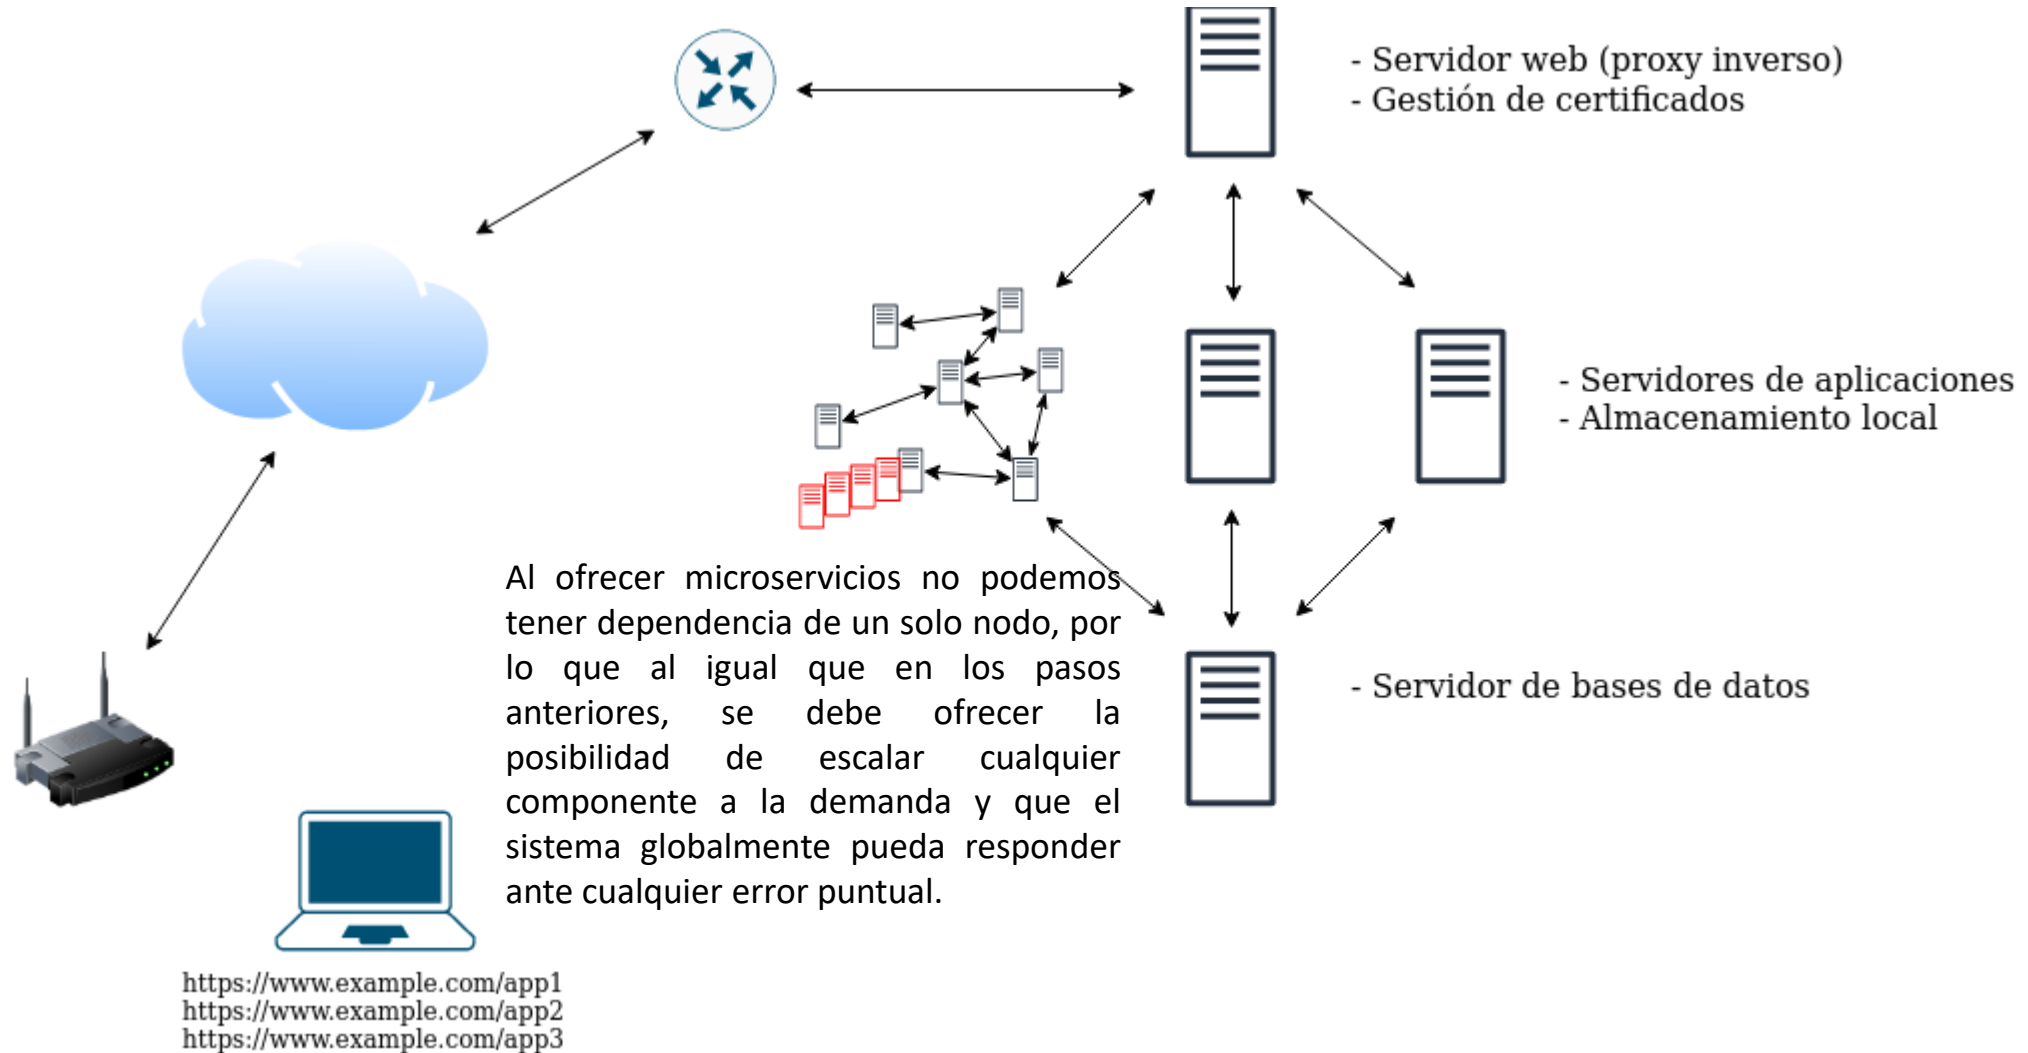 - Servidor web (proxy inverso)
- Gestión de certificados
- Servidores de aplicaciones
- Almacenamiento local
Al ofrecer microservicios no podemos
tener dependencia de un solo nodo, por
lo que al igual que en los pasos
anteriores, se debe ofrecer la
posibilidad de escalar cualquier
componente a la demanda y que el
sistema globalmente pueda responder
ante cualquier error puntual.
- Servidor de bases de datos
https://www.example.com/app1
https://www.example.com/app2
https://www.example.com/app3